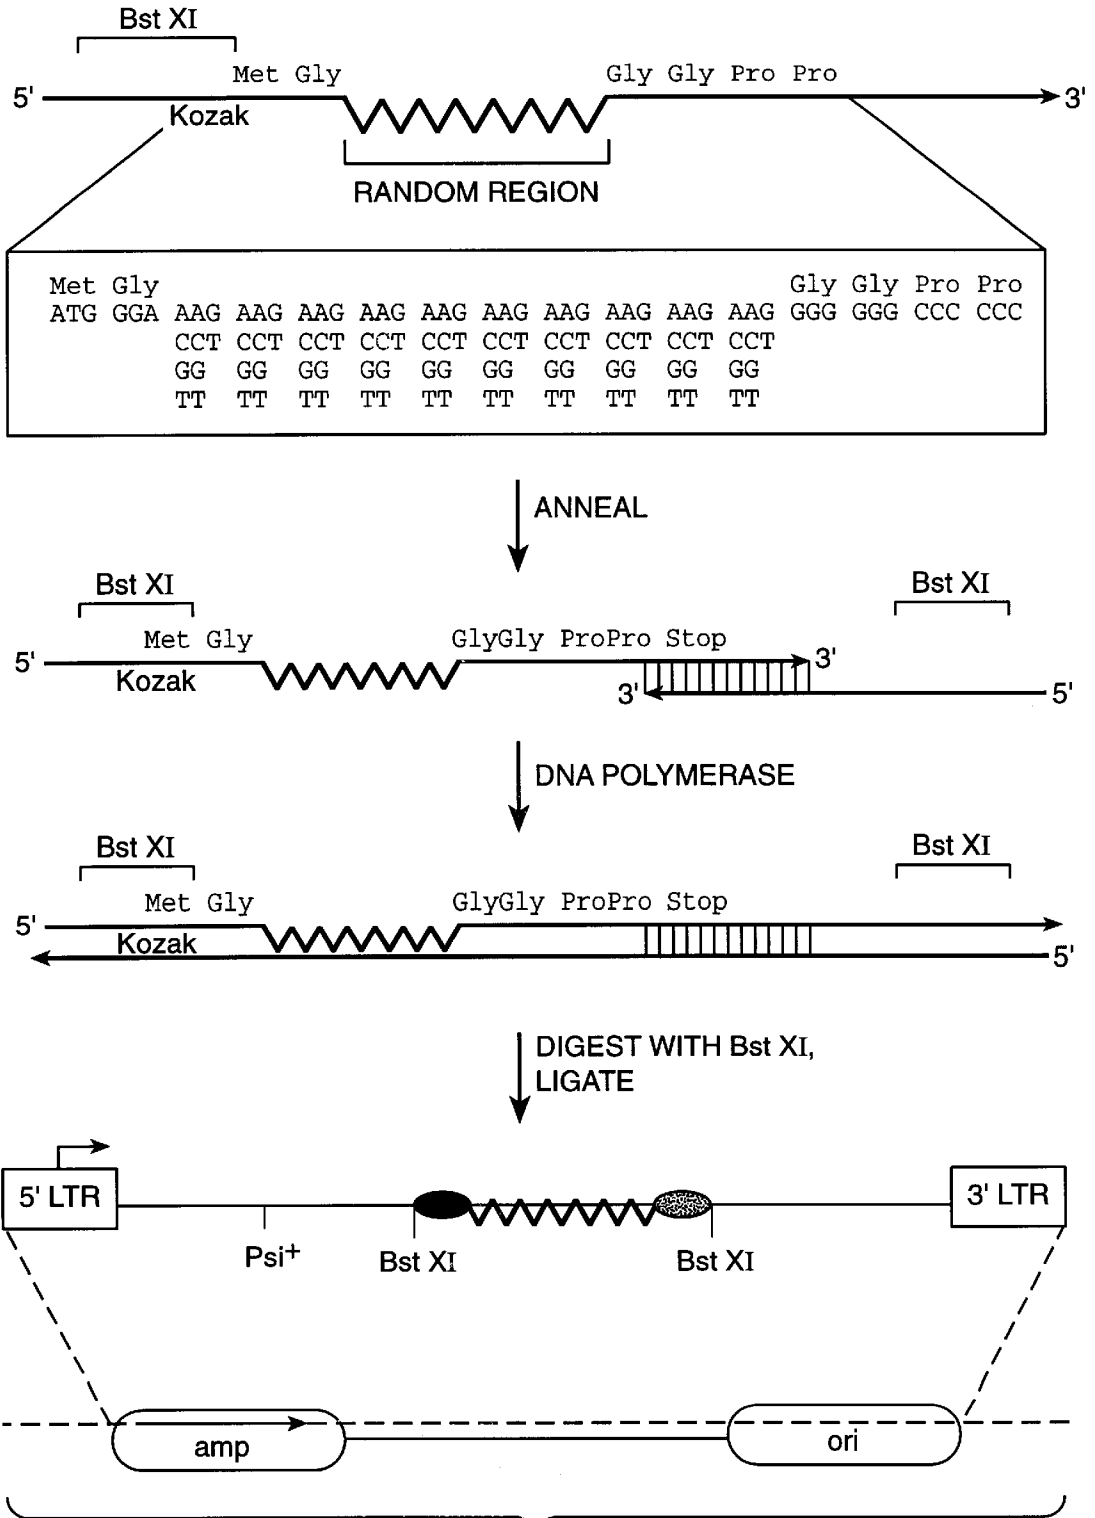 Bst XI
Met Gly
Gly Gly Pro Pro
5'
3'
Kozak
RANDOM REGION
Met Gly
Gly Gly Pro Pro
ATG GGA AAG AAG AAG AAG AAG AAG AAG AAG AAG AAG GGG GGG CCC CCC
CCT CCT CCT CCT CCT CCT CCT CCT CCT CCT
GG GG GG GG GG GG GG GG GG GG
TT TT TT TT TT TT TT TT TT TT
ANNEAL
Bst XI
Bst XI
Met Gly
GlyGly ProPro Stop
5'
3'
Kozak
3'
5'
DNA POLYMERASE
Bst XI
Bst XI
Met Gly
GlyGly ProPro Stop
5'
Kozak
5'
DIGEST WITH Bst XI,
LIGATE
5' LTR
3' LTR
Psi+
Bst XI
Bst XI
amp
ori